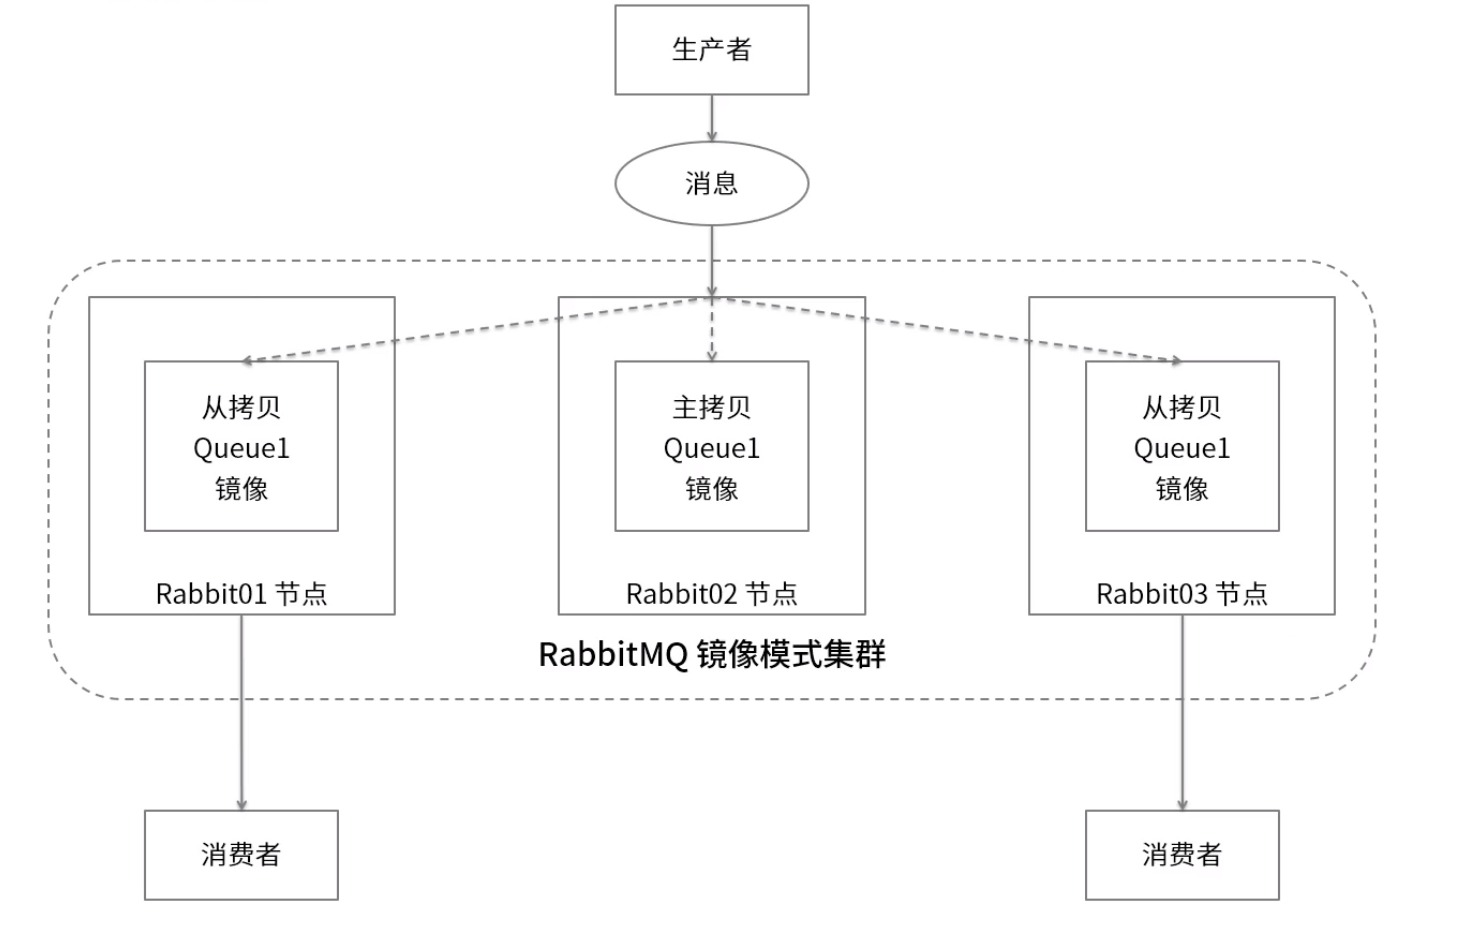 生产者
消息
从拷贝
Queue1
镜像
主拷贝
Queue1
镜像
从拷贝
Queue1
镜像
Rabbit01 节点
Rabbit02 节点
Rabbit03 节点
RabbitMQ 镜像模式集群
消费者
消费者